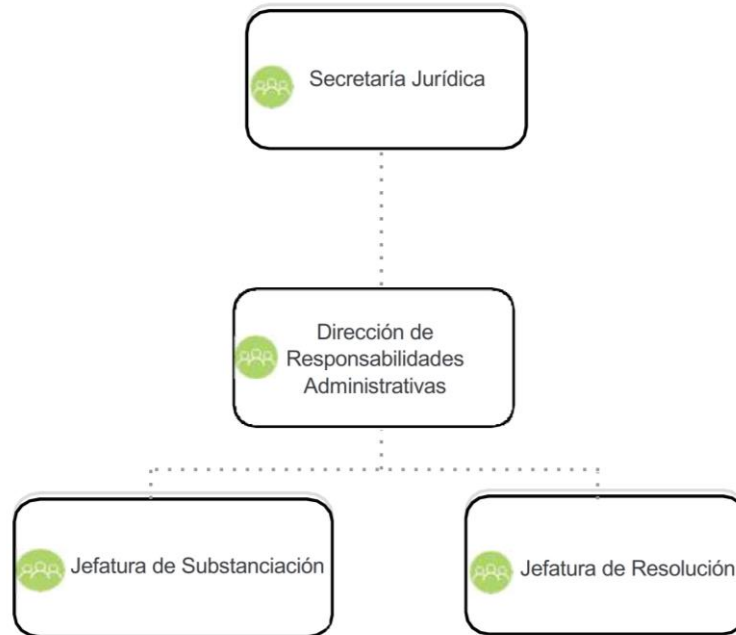 Secretaría Jurídica
Dirección de
Responsabilidades
Administrativas
Jefatura de Substanciación
Jefatura de Resolución